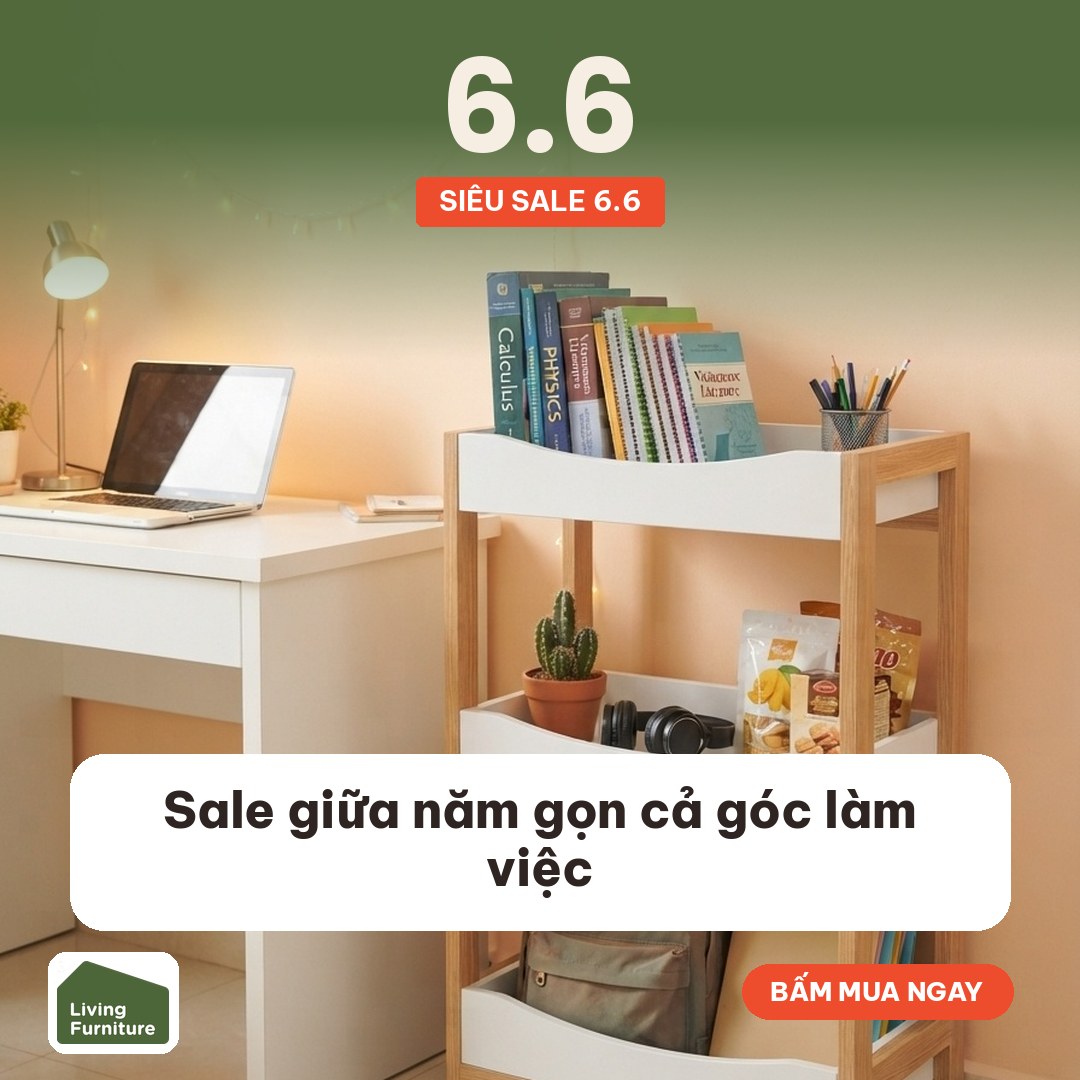 6.6
SIÊU SALE 6.6
Calculus
PHYSICS
Sale giữa năm gọn cả góc làm
việc
Living
Furniture
BẤM MUA NGAY